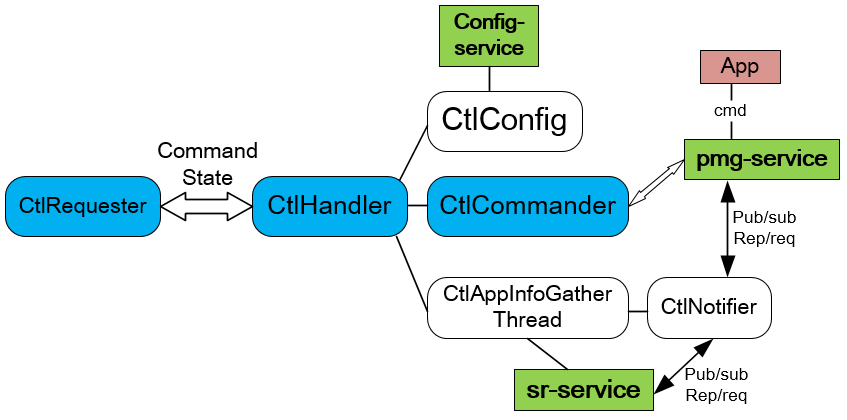 Config-
service
App
CtlConfig
cmd
Command
State
pmg-service
CtlRequester
CtlHandler
CtlCommander
Pub/sub
Rep/req
CtlAppInfoGather
Thread
CtlNotifier
sr-service
Pub/sub
Rep/req